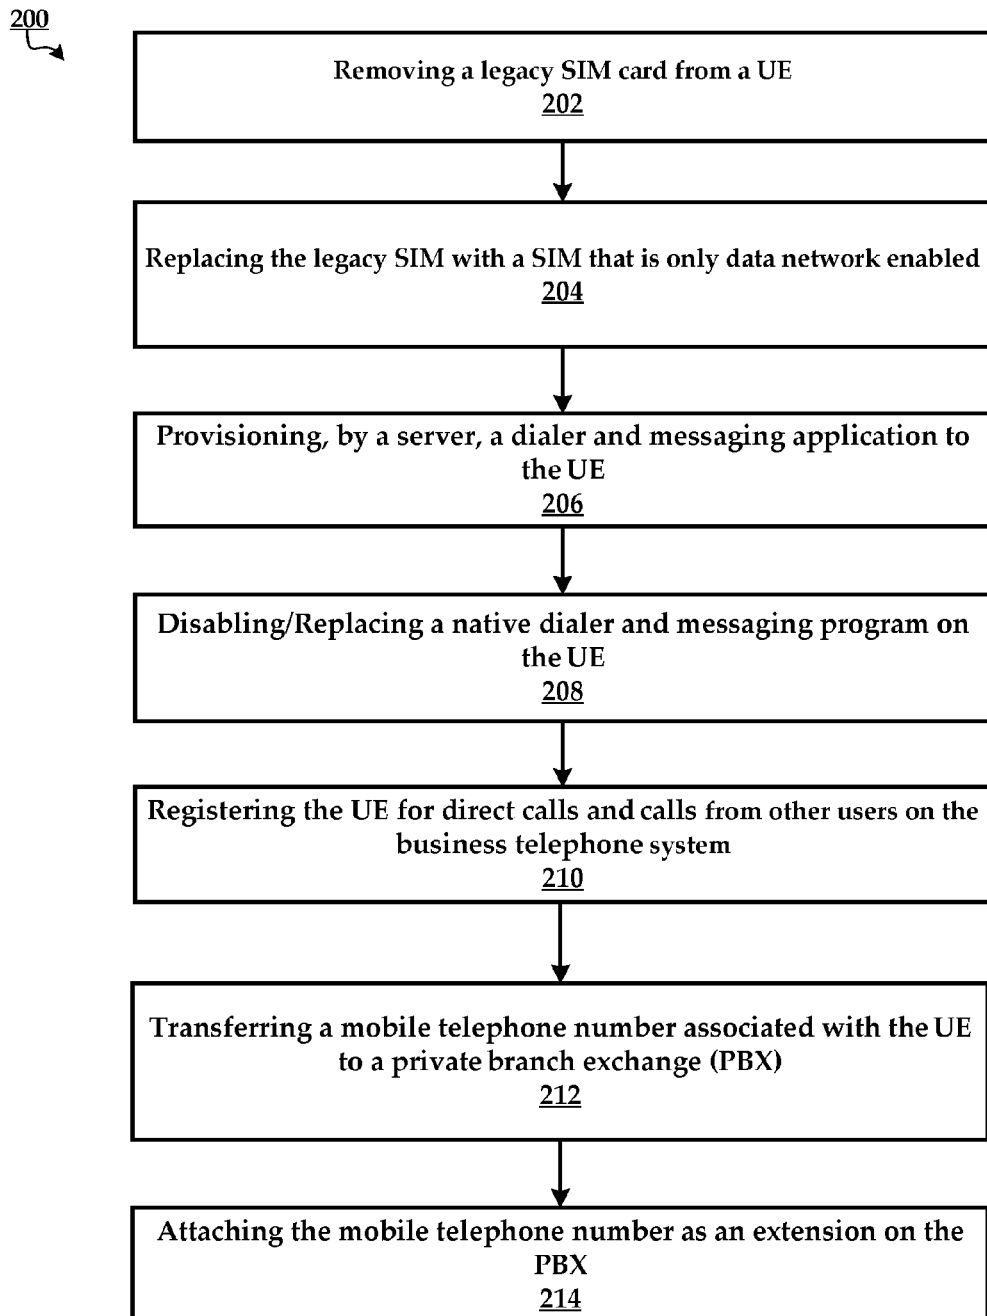 200
Removing a legacy SIM card from a UE
202
Replacing the legacy SIM with a SIM that is only data network enabled
204
Provisioning, by a server, a dialer and messaging application to
the UE
206
Disabling/Replacing a native dialer and messaging program on
the UE
208
Registering the UE for direct calls and calls from other users on the
business telephone system
210
Transferring a mobile telephone number associated with the UE
to a private branch exchange (PBX)
212
Attaching the mobile telephone number as an extension on the
PBX
214